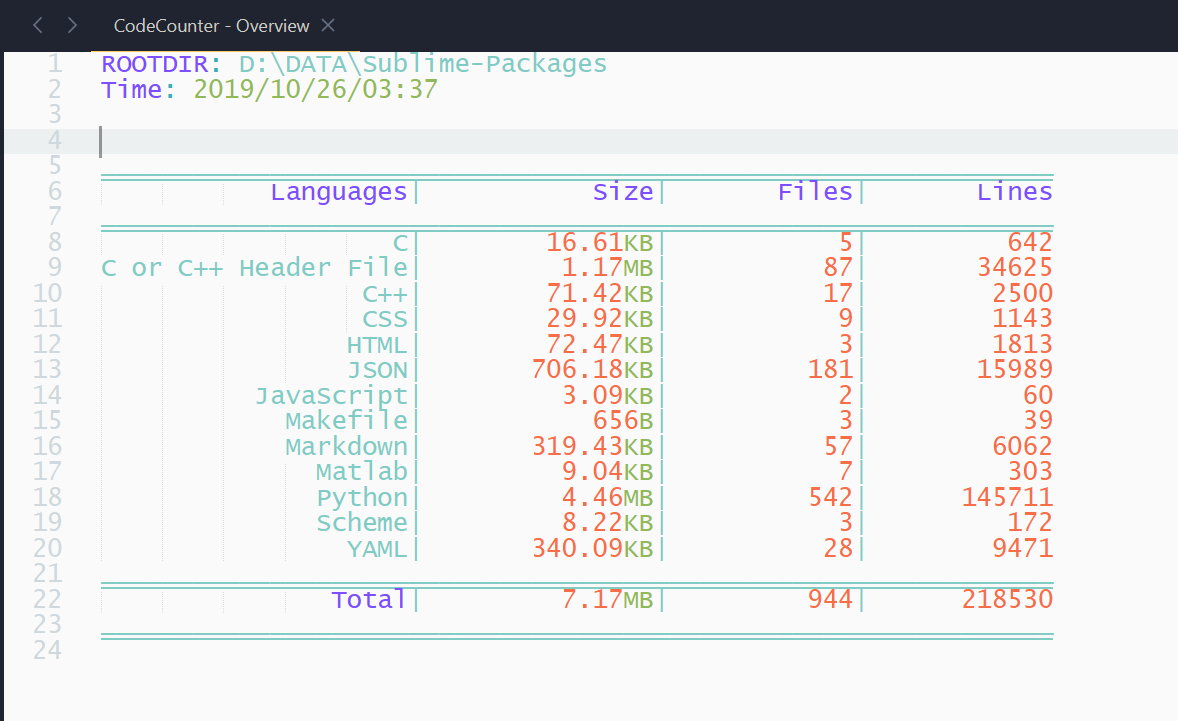 CodeCounter - Overview ×
1 ROOTDIR: D:\DATA\Sublime-Packages
2 Time: 2019/10/26/03:37
3
4
5
6 Languages| Size| Files| Lines
7
8 C| 16.61KB| 5| 642
9 C or C++ Header File| 1.17MB| 87| 34625
10 C++| 71.42KB| 17| 2500
11 CSS| 29.92KB| 9| 1143
12 HTML| 72.47KB| 3| 1813
13 JSON| 706.18KB| 181| 15989
14 JavaScript| 3.09KB| 2| 60
15 Makefile| 656B| 3| 39
16 Markdown| 319.43KB| 57| 6062
17 Matlab| 9.04KB| 7| 303
18 Python| 4.46MB| 542| 145711
19 Scheme| 8.22KB| 3| 172
20 YAML| 340.09KB| 28| 9471
21
22 Total| 7.17MB| 944| 218530
23
24